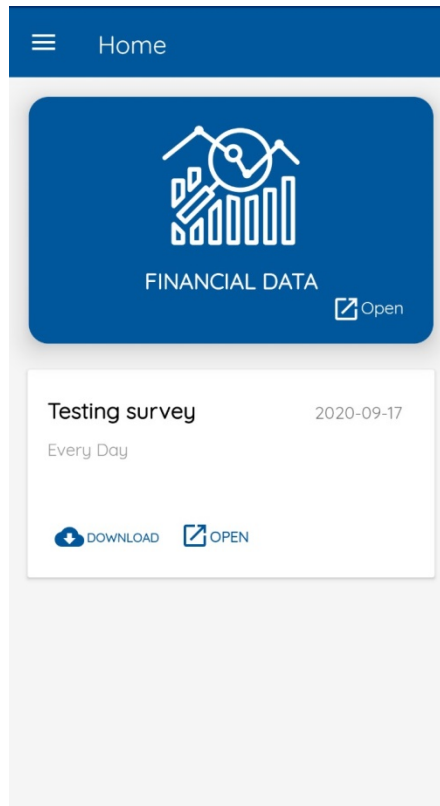 Home
FINANCIAL DATA
Open
Testing survey 2020-09-17
Every Day
DOWNLOAD OPEN